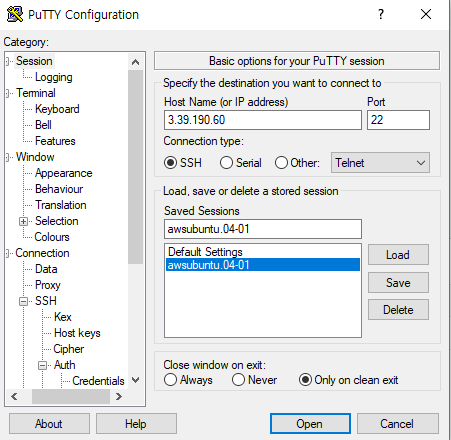 PuTTY Configuration
? ×
Category:
Session
Logging
Terminal
Keyboard
Bell
Features
Window
Appearance
Behaviour
Translation
Selection
Colours
Connection
Data
Proxy
SSH
Kex
Host keys
Cipher
Auth
Credentials
Basic options for your PuTTY session
Specify the destination you want to connect to
Host Name (or IP address) Port
3.39.190.60 22
Connection type:
SSH Serial Other: Telnet
Load, save or delete a stored session
Saved Sessions
awsubuntu.04-01
Default Settings
awsubuntu.04-01
Load
Save
Delete
Close window on exit:
Always Never Only on clean exit
About Help Open Cancel